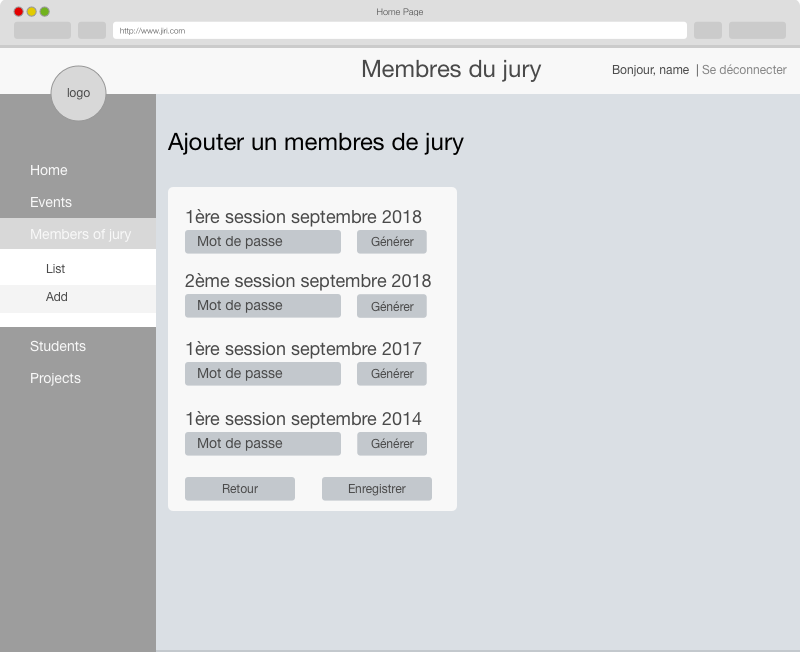 Home Page
http://www.jiri.com
logo
Membres du jury
Bonjour, name | Se déconnecter
Home
Events
Members of jury
List
Add
Students
Projects
Ajouter un membres de jury
1ère session septembre 2018
Mot de passe Générer
2ème session septembre 2018
Mot de passe Générer
1ère session septembre 2017
Mot de passe Générer
1ère session septembre 2014
Mot de passe Générer
Retour Enregistrer